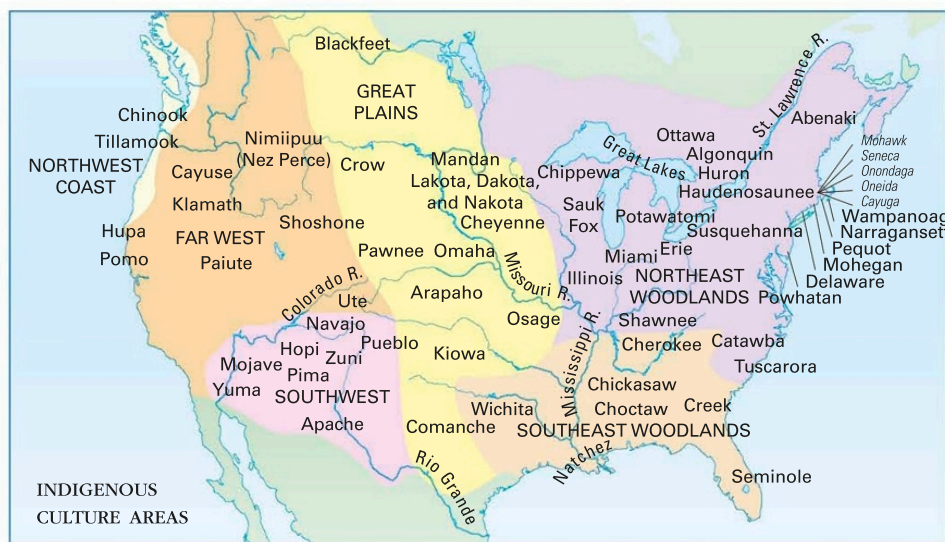 Blackfeet
GREAT
PLAINS
St. Lawrence R.
Chinook
Tillamook
NORTHWEST
COAST
Nimiipuu
(Nez Perce)
Cayuse
Klamath
Crow
Mandan
Lakota, Dakota,
and Nakota
Cheyenne
Chippewa
Great Lakes
Ottawa
Algonquin
Huron
Haudenosaunee
Abenaki
Mohawk
Seneca
Onondaga
Oneida
Cayuga
Sauk
Fox
Potawatomi
Susquehanna
Wampanoag
Narraganset
Pequot
Mohegan
Delaware
Powhatan
Hupa
Pomo
FAR WEST
Paiute
Shoshone
Pawnee
Omaha
Missouri R.
Miami
Erie
Illinois
NORTHEAST
WOODLANDS
Colorado R.
Ute
Arapaho
Osage
Shawnee
Navajo
Pueblo
Hopi
Zuni
Mojave
Pima
Yuma
SOUTHWEST
Apache
Kiowa
Mississippi R.
Cherokee
Catawba
Tuscarora
Chickasaw
Wichita
Choctaw
Creek
Comanche
SOUTHEAST WOODLANDS
Natchez
Rio Grande
Seminole
INDIGENOUS
CULTURE AREAS